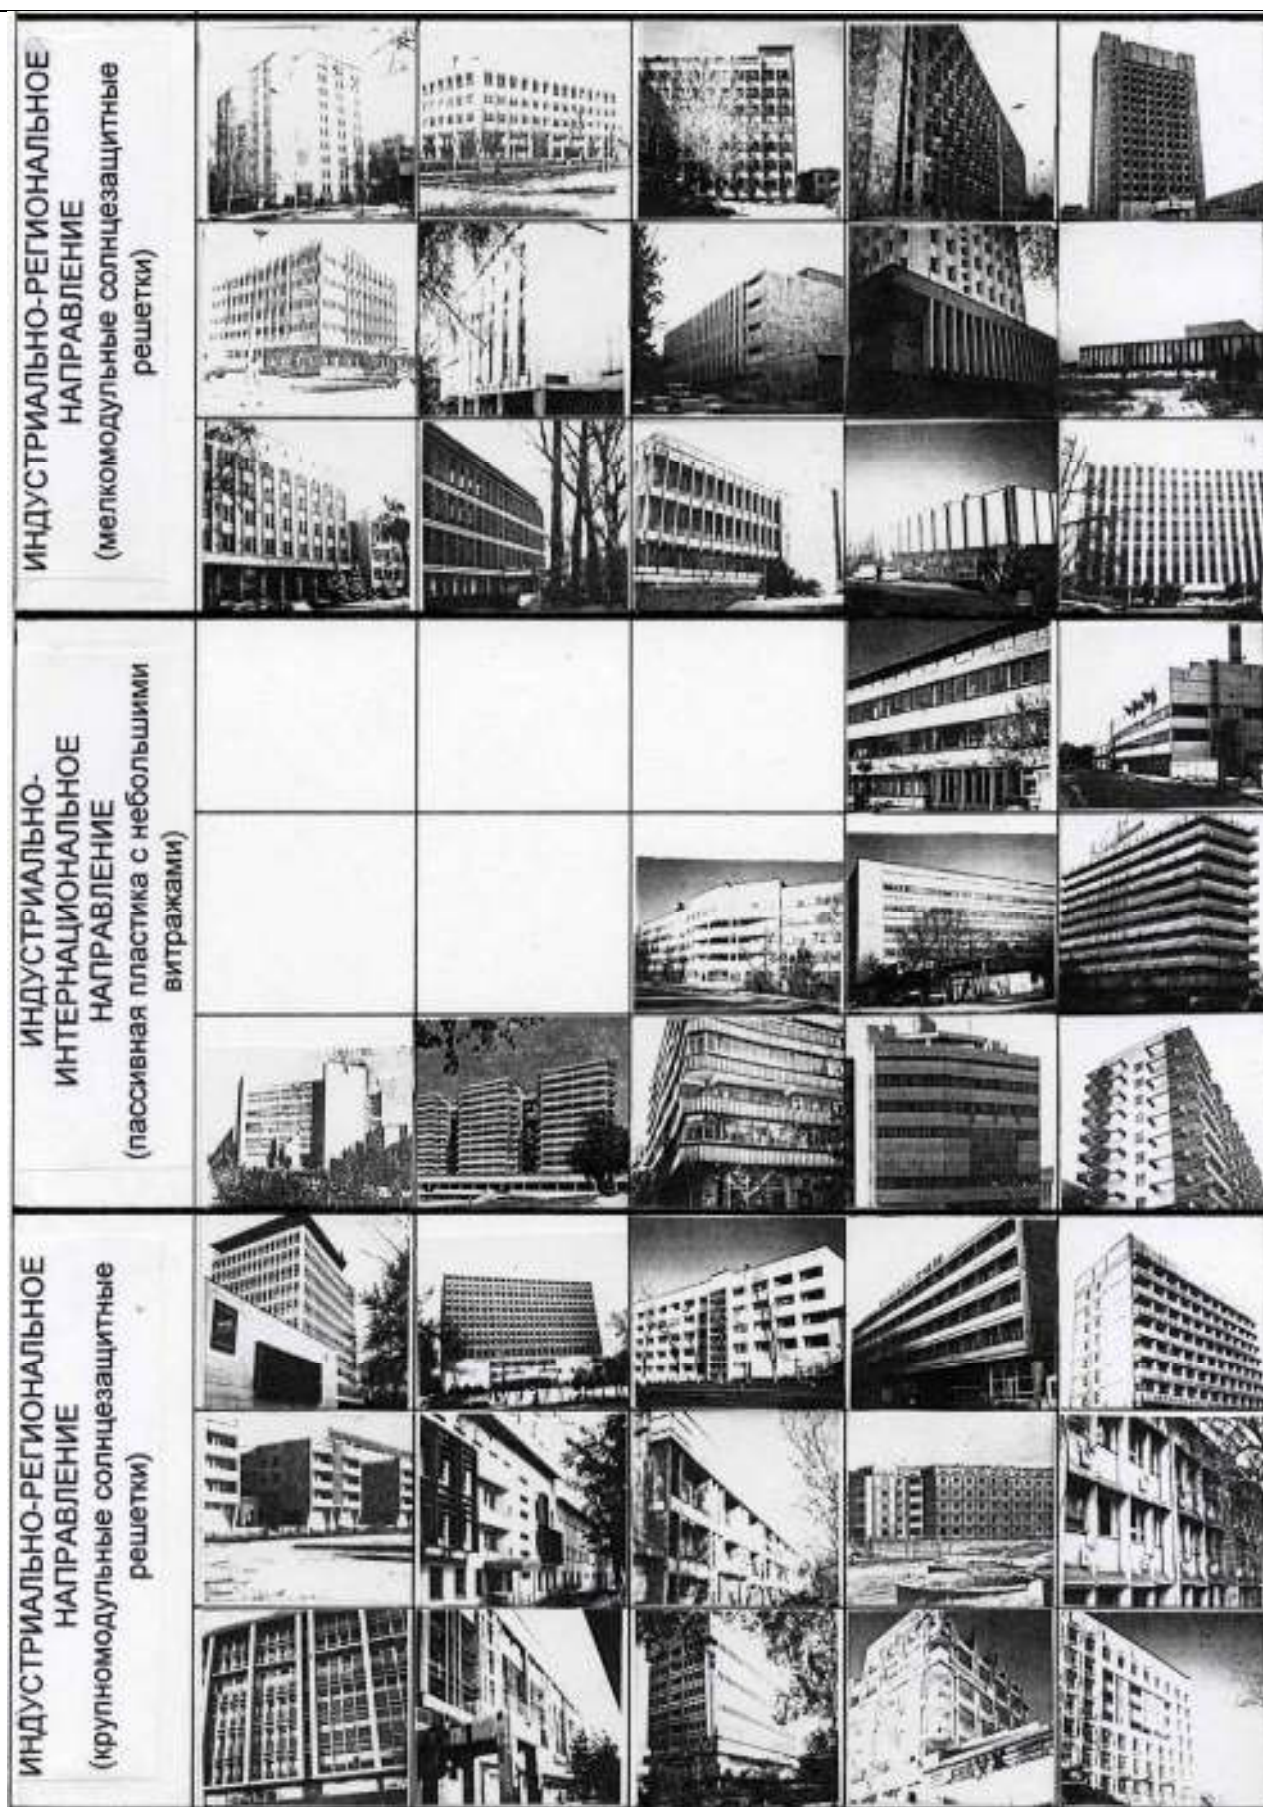 ИНДУСТРИАЛЬНО-РЕГИОНАЛЬНОЕ
НАПРАВЛЕНИЕ
(мелкомодульные солнцезащитные
решетки)
ИНДУСТРИАЛЬНО-
ИНТЕРНАЦИОНАЛЬНОЕ
НАПРАВЛЕНИЕ
(пассивная пластика с небольшими
витражами)
ИНДУСТРИАЛЬНО-РЕГИОНАЛЬНОЕ
НАПРАВЛЕНИЕ
(крупномодульные солнцезащитные
решетки)